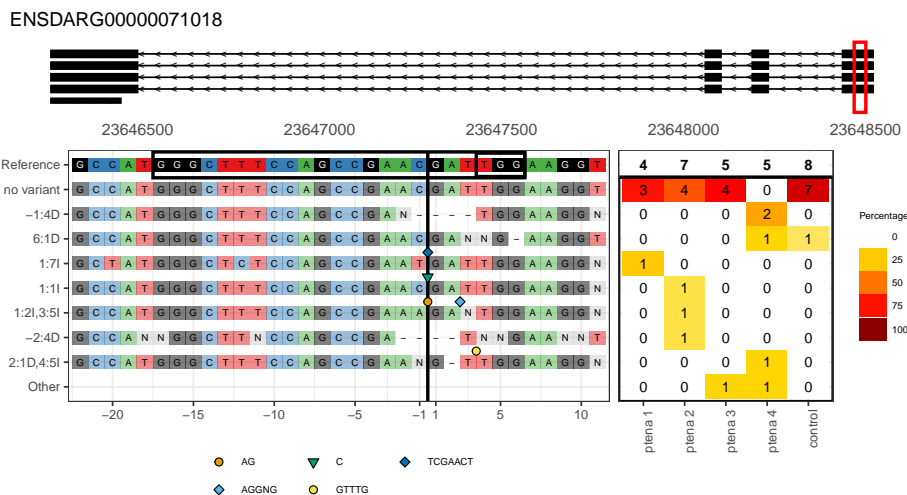 ENSDARG00000071018
23646500 23647000 23647500 23648000 23648500
Reference G C C A T G G G C T T T C C A G C C G A A C G A T T G G A A G G T 4 7 5 5 8
no variant G C C A T G G G C T T T C C A G C C G A A C G A T T G G A A G G T 3 4 4 0 7
−1:4D G C C A T G G G C T T T C C A G C C G A N - - - - T G G A A G G N 0 0 0 2 0
6:1D G C C A T G G G C T T T C C A G C C G A A C G A N N G - A A G G T 0 0 0 1 1
1:7I G C T A T G G G C T C T C C A G C C G A A T G A T T G G A A G G N 1 0 0 0 0
1:1I G C C A T G G G C T T T C C A G C C G A A C G A T T G G A A G G N 0 1 0 0 0
1:2I,3:5I G C C A T G G G C T T T C C A G C C G A A A G A N T G G A A G G N 0 1 0 0 0
−2:4D G C C A N N G G C T T N C C A G C C G A - - - - T N N G A A N N T 0 1 0 0 0
2:1D,4:5I G C C A T G G G C T T T C C A G C C G A A N G - T T G G A A G G N 0 0 0 1 0
Other 0 0 1 1 0
−20 −15 −10 −5 −1 1 5 10
ptena 1
ptena 2
ptena 3
ptena 4
control
Percentage
0
25
50
75
100
AG C TCGAACT
AGGNG GTTTG